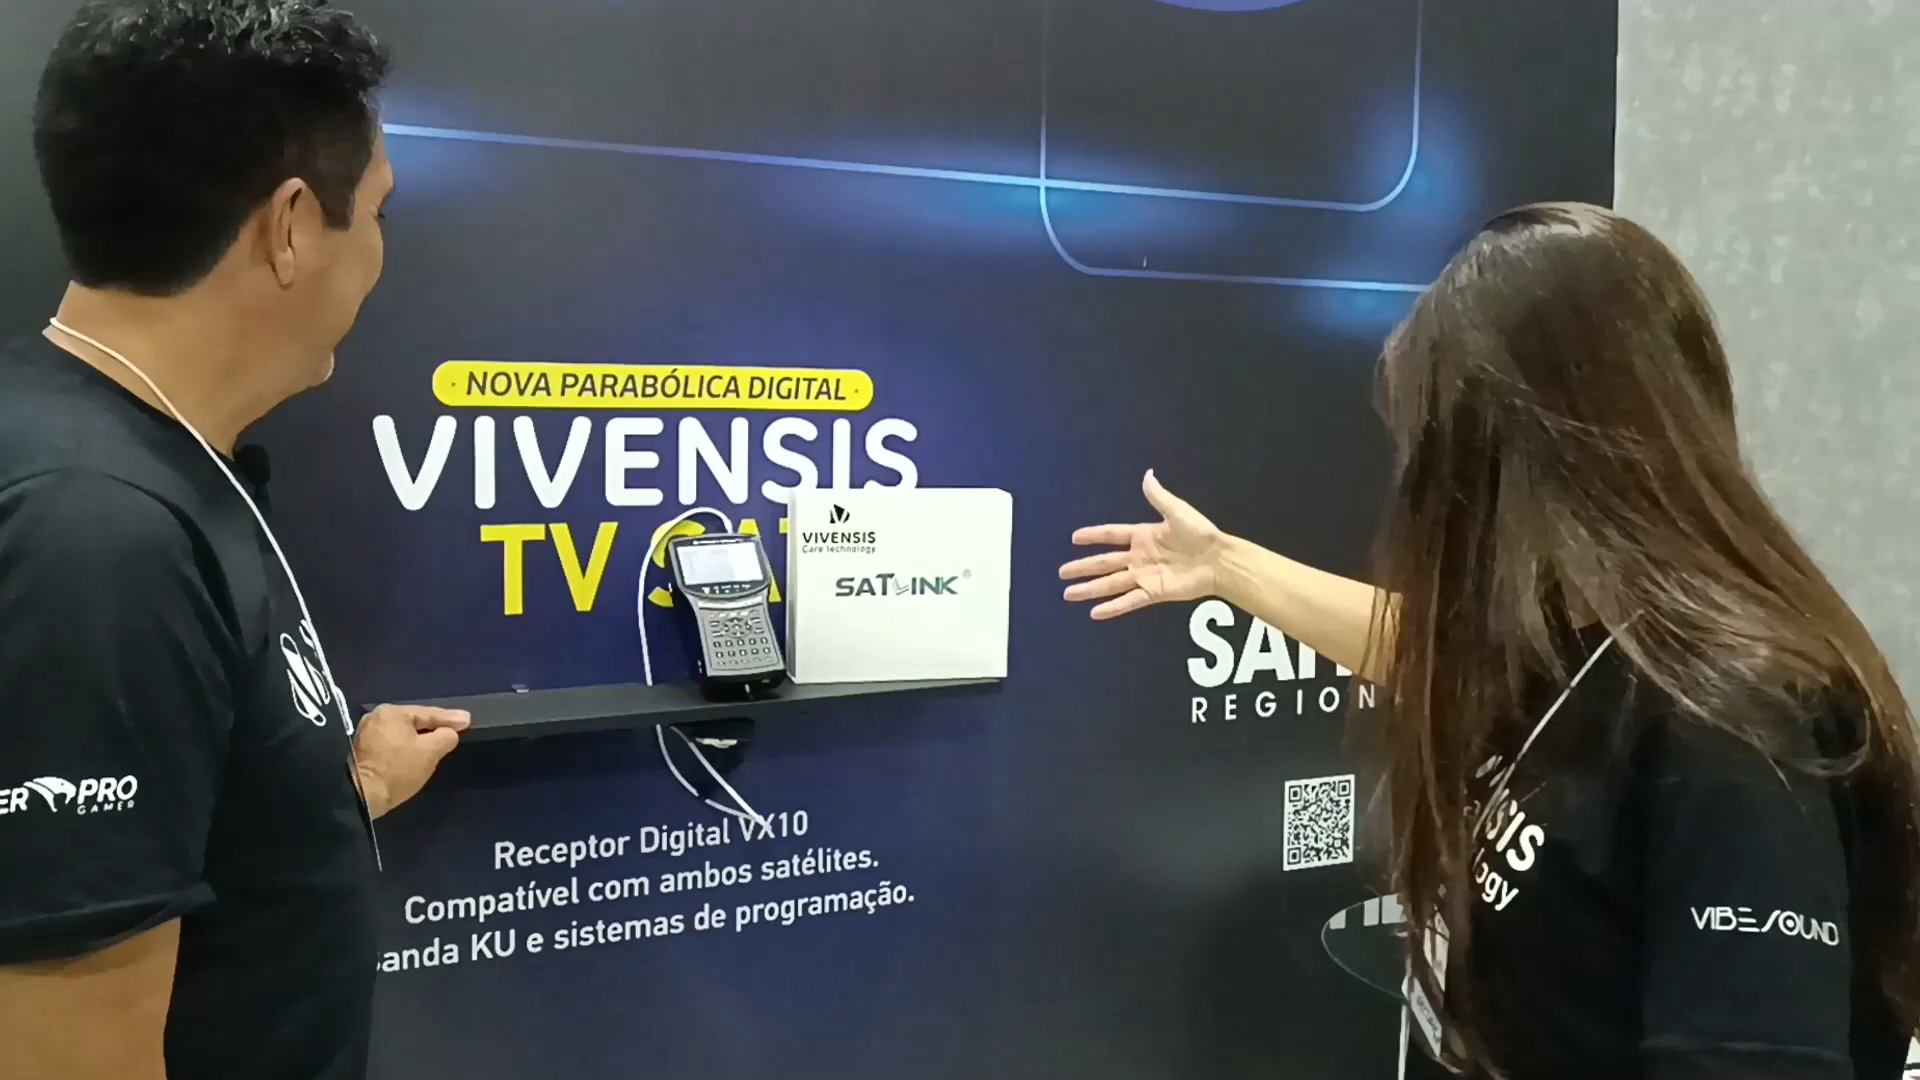 NOVA PARABÓLICA DIGITAL
VIVENSIS
TV
VIVENSIS
Care technology
SATLINK®
REGION
PRO
GAMER
Receptor Digital VX10
Compatível com ambos satélites.
KU e sistemas de programação.
VIBESOUND